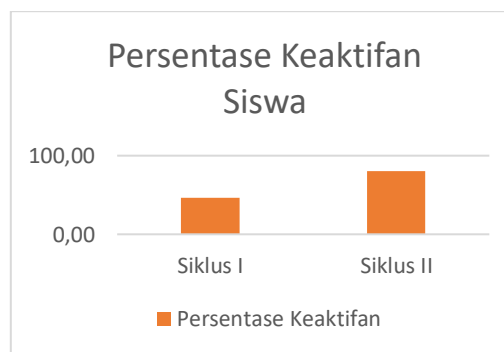 Persentase Keaktifan
Siswa
100,00
0,00
Siklus I
Siklus II
Persentase Keaktifan